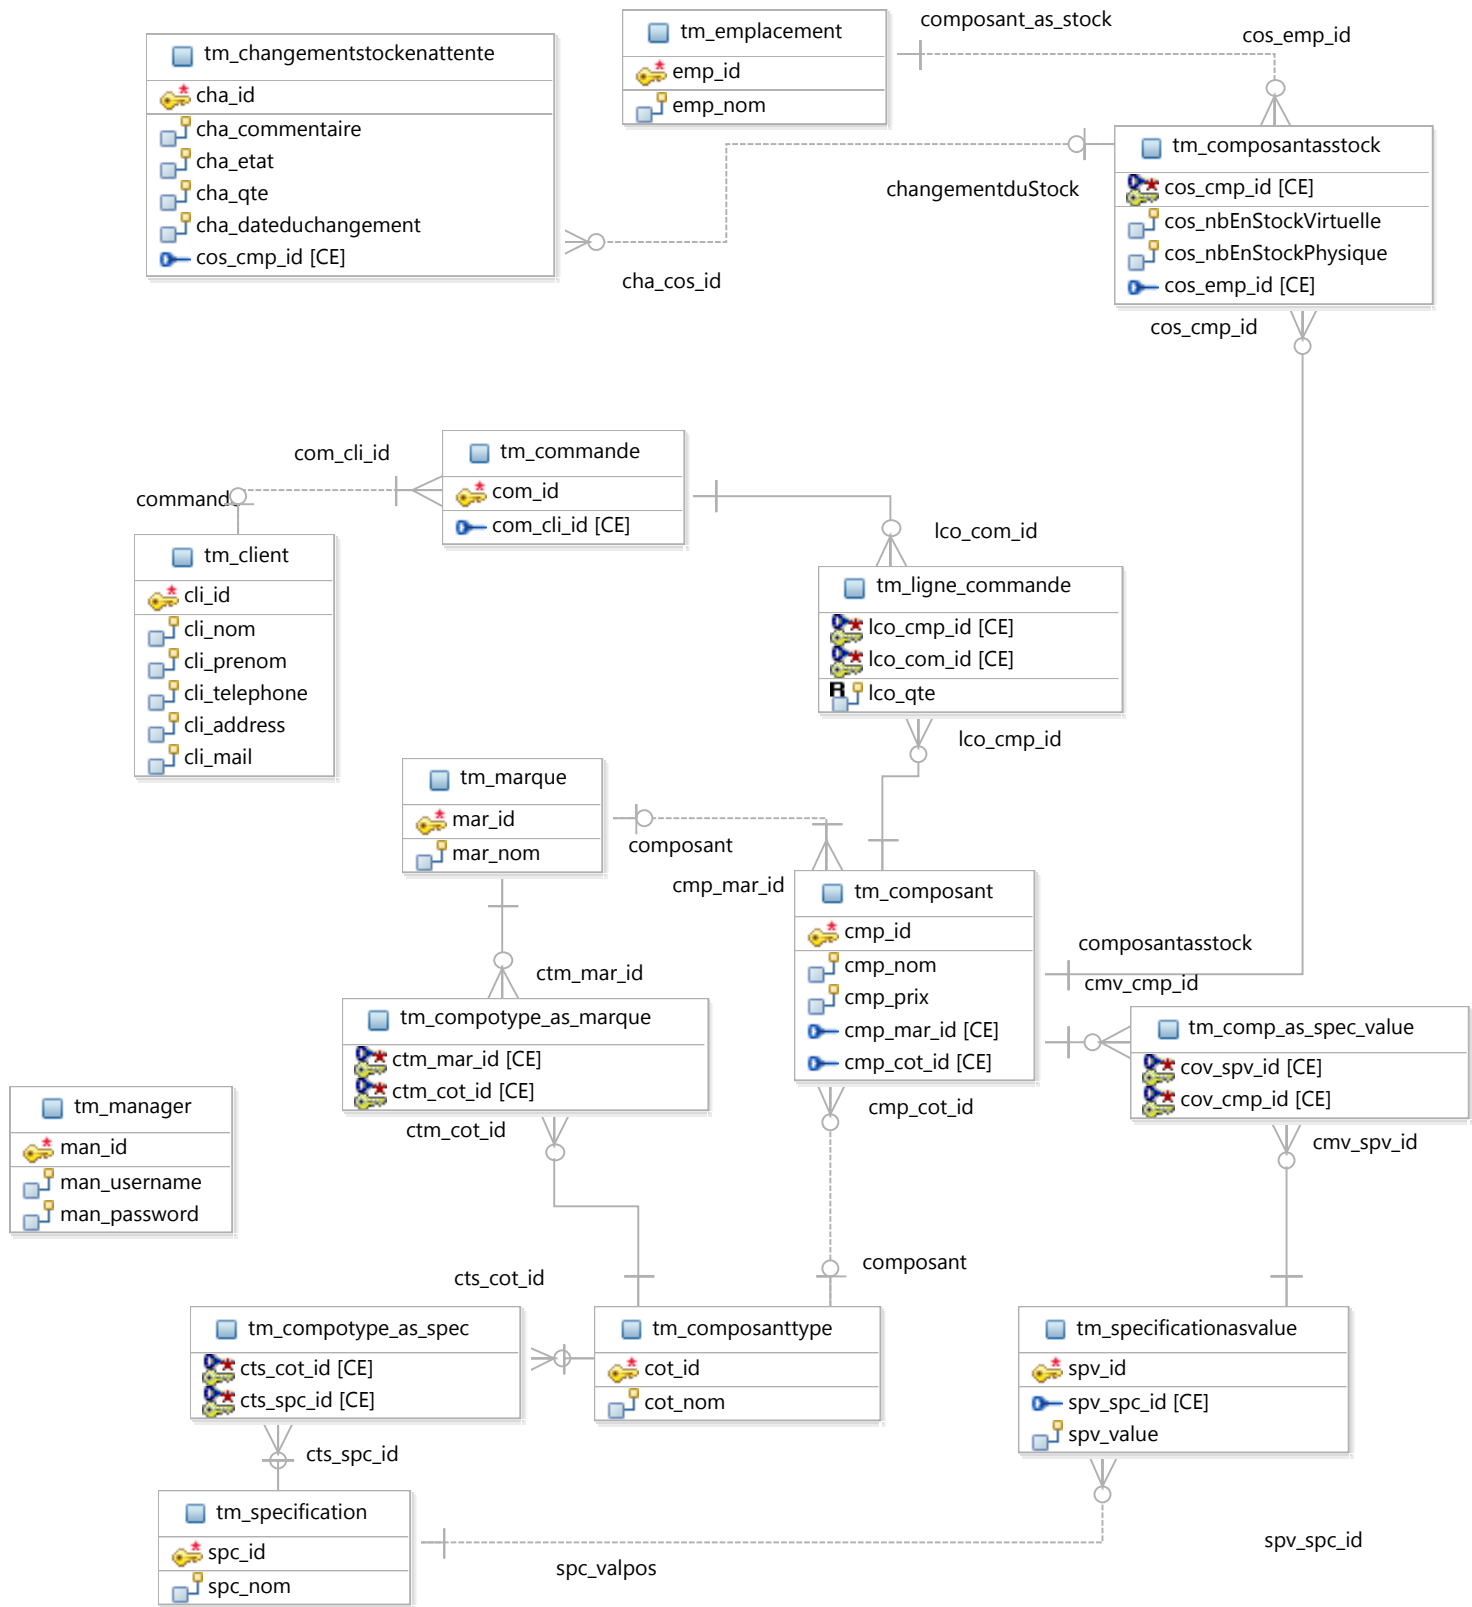 composant_as_stock
cos_emp_id
tm_emplacement
emp_id
emp_nom
tm_changementstockenattente
cha_id
cha_commentaire
cha_etat
cha_qte
cha_dateduchangement
cos_cmp_id [CE]
changementduStock
cha_cos_id
tm_composantasstock
cos_cmp_id [CE]
cos_nbEnStockVirtuelle
cos_nbEnStockPhysique
cos_emp_id [CE]
cos_cmp_id
com_cli_id
tm_commande
com_id
com_cli_id [CE]
command
lco_com_id
tm_client
cli_id
cli_nom
cli_prenom
cli_telephone
cli_address
cli_mail
tm_ligne_commande
lco_cmp_id [CE]
lco_com_id [CE]
R
lco_qte
lco_cmp_id
tm_marque
mar_id
mar_nom
composant
cmp_mar_id
tm_composant
cmp_id
cmp_nom
cmp_prix
cmp_mar_id [CE]
cmp_cot_id [CE]
composantasstock
cmv_cmp_id
ctm_mar_id
tm_compotype_as_marque
ctm_mar_id [CE]
ctm_cot_id [CE]
tm_comp_as_spec_value
cov_spv_id [CE]
cov_cmp_id [CE]
tm_manager
man_id
man_username
man_password
ctm_cot_id
cmp_cot_id
cmv_spv_id
cts_cot_id
composant
tm_compotype_as_spec
cts_cot_id [CE]
cts_spc_id [CE]
tm_composanttype
cot_id
cot_nom
tm_specificationasvalue
spv_id
spv_spc_id [CE]
spv_value
cts_spc_id
tm_specification
spc_id
spc_nom
spc_valpos
spv_spc_id